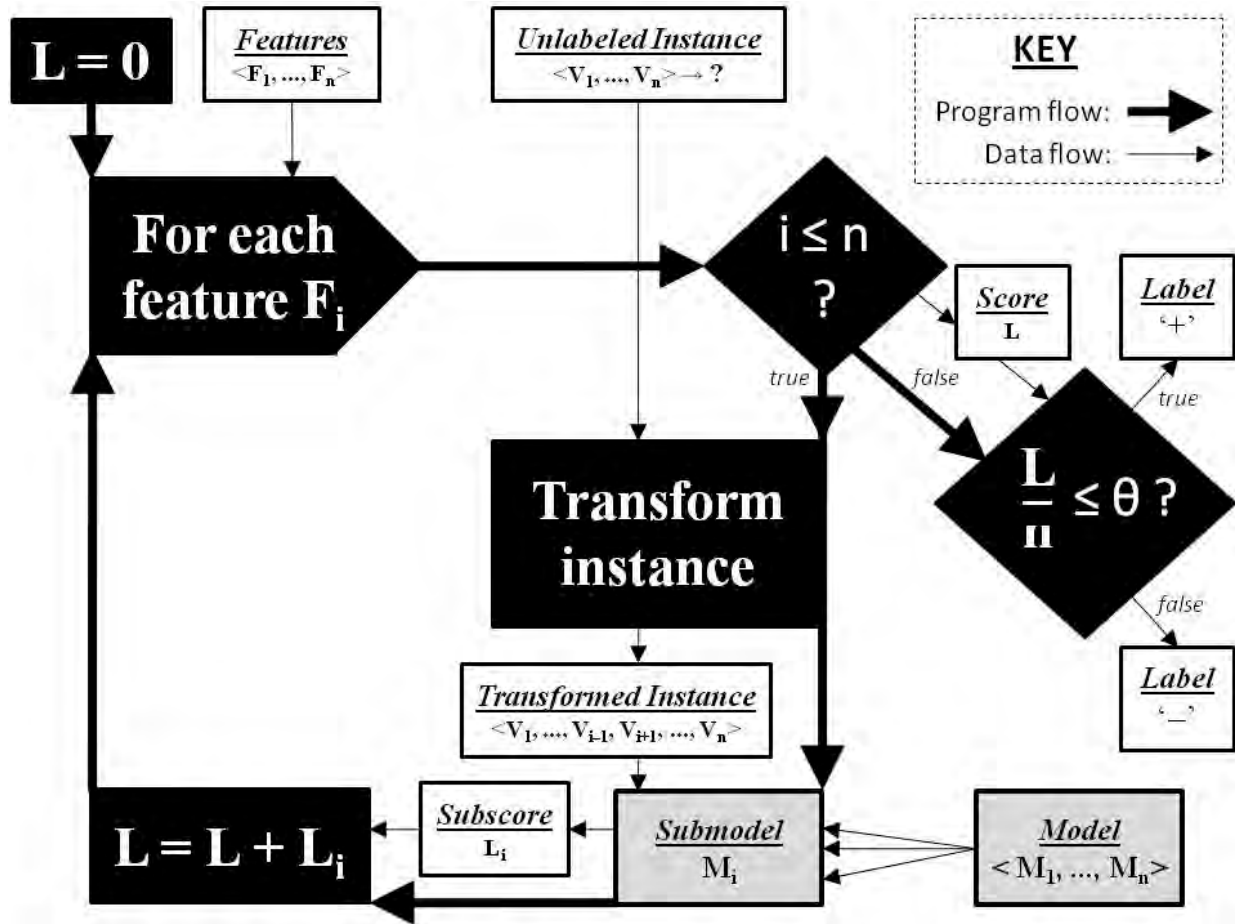 L = 0
Features
<F₁, ..., Fₙ>
Unlabeled Instance
<V₁, ..., Vₙ> → ?
KEY
Program flow:
Data flow:
For each
feature Fᵢ
i ≤ n
?
Score
L
Label
‘+’
true
false
true
L
n
≤ θ ?
Transform
instance
false
Label
‘−’
Transformed Instance
<V₁, ..., Vᵢ₋₁, Vᵢ₊₁, ..., Vₙ>
L = L + Lᵢ
Subscore
Lᵢ
Submodel
Mᵢ
Model
< M₁, ..., Mₙ>